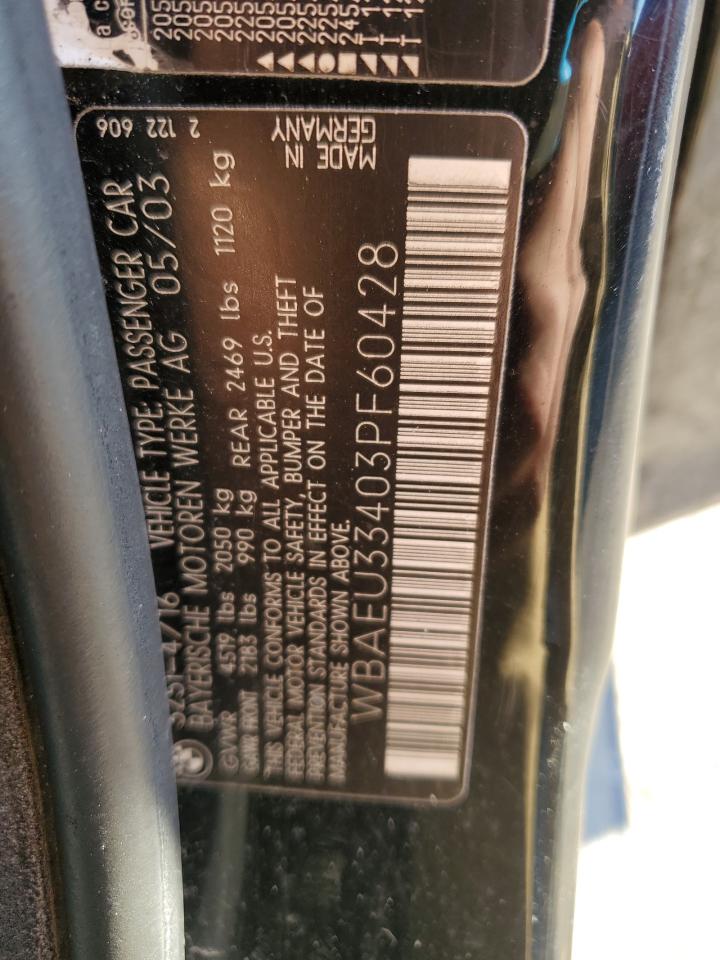 S251-4/16 VEHICLE TYPE: PASSENGER CAR
BAYERISCHE MOTOREN WERKE AG 05/03
GVWR 4519 lbs 2050 kg
GAWR FRONT 2183 lbs 990 kg REAR 2469 lbs 1120 kg
THIS VEHICLE CONFORMS TO ALL APPLICABLE U.S.
FEDERAL MOTOR VEHICLE SAFETY, BUMPER AND THEFT
PREVENTION STANDARDS IN EFFECT ON THE DATE OF
MANUFACTURE SHOWN ABOVE.
WBAEU33403PF60428
2 122 606
MADE IN
GERMANY